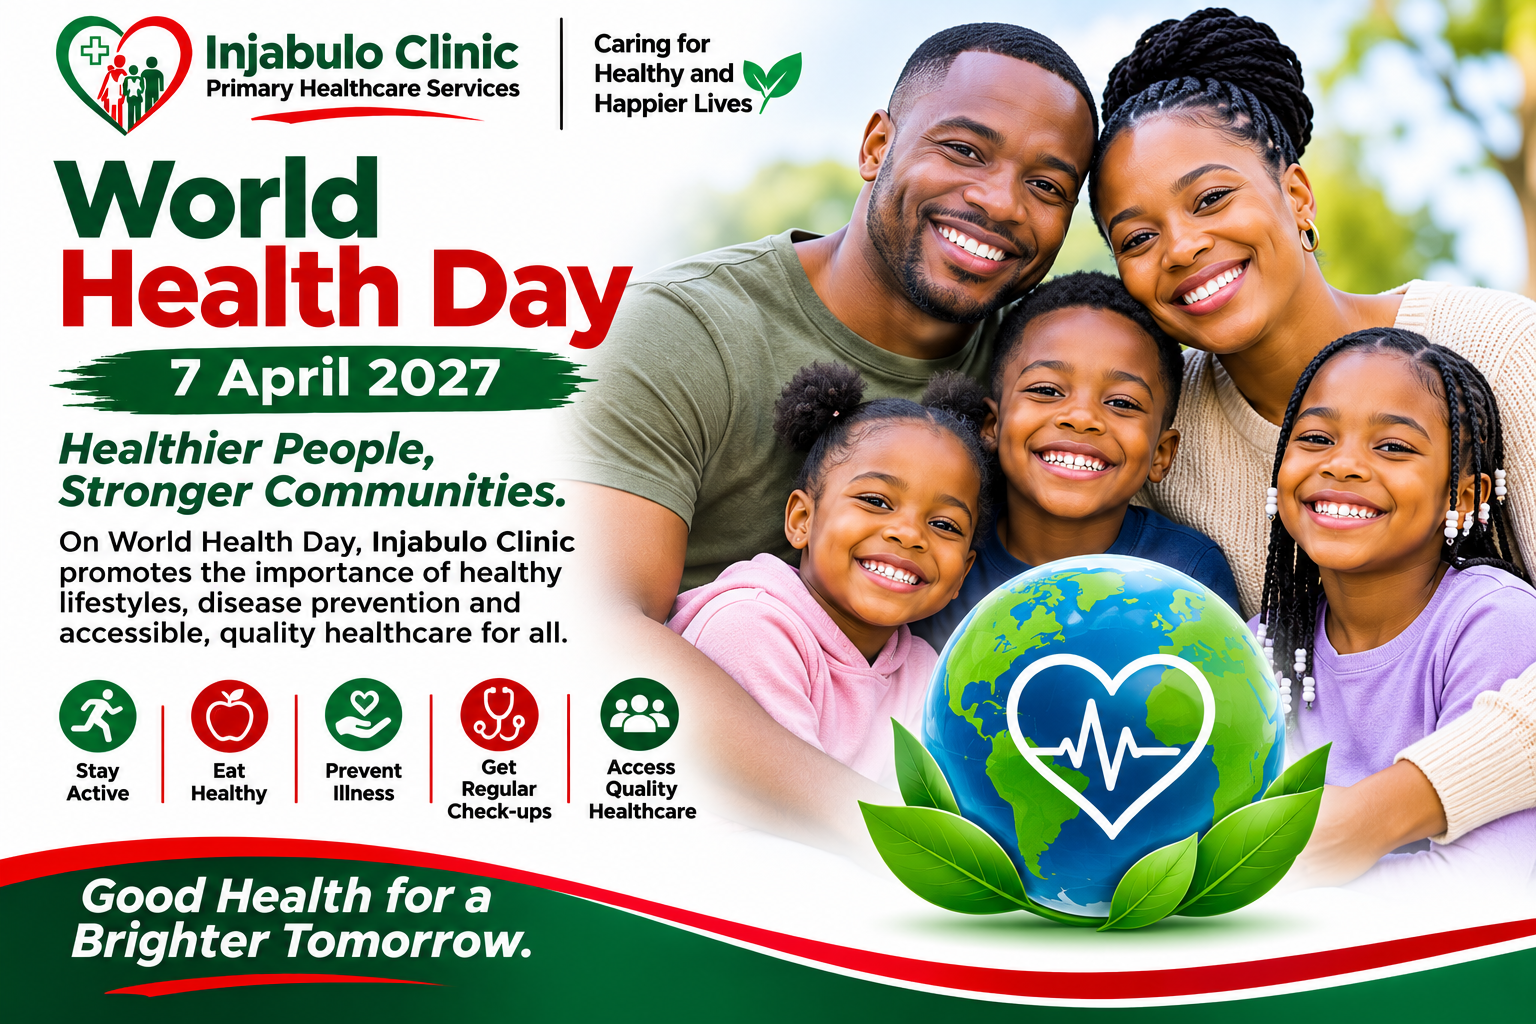 Injabulo Clinic
Primary Healthcare Services
Caring for
Healthy and
Happier Lives
World
Health Day
7 April 2027
Healthier People,
Stronger Communities.
On World Health Day, Injabulo Clinic
promotes the importance of healthy
lifestyles, disease prevention and
accessible, quality healthcare for all.
Stay
Active
Eat
Healthy
Prevent
Illness
Get
Regular
Check-ups
Access
Quality
Healthcare
Good Health for a
Brighter Tomorrow.